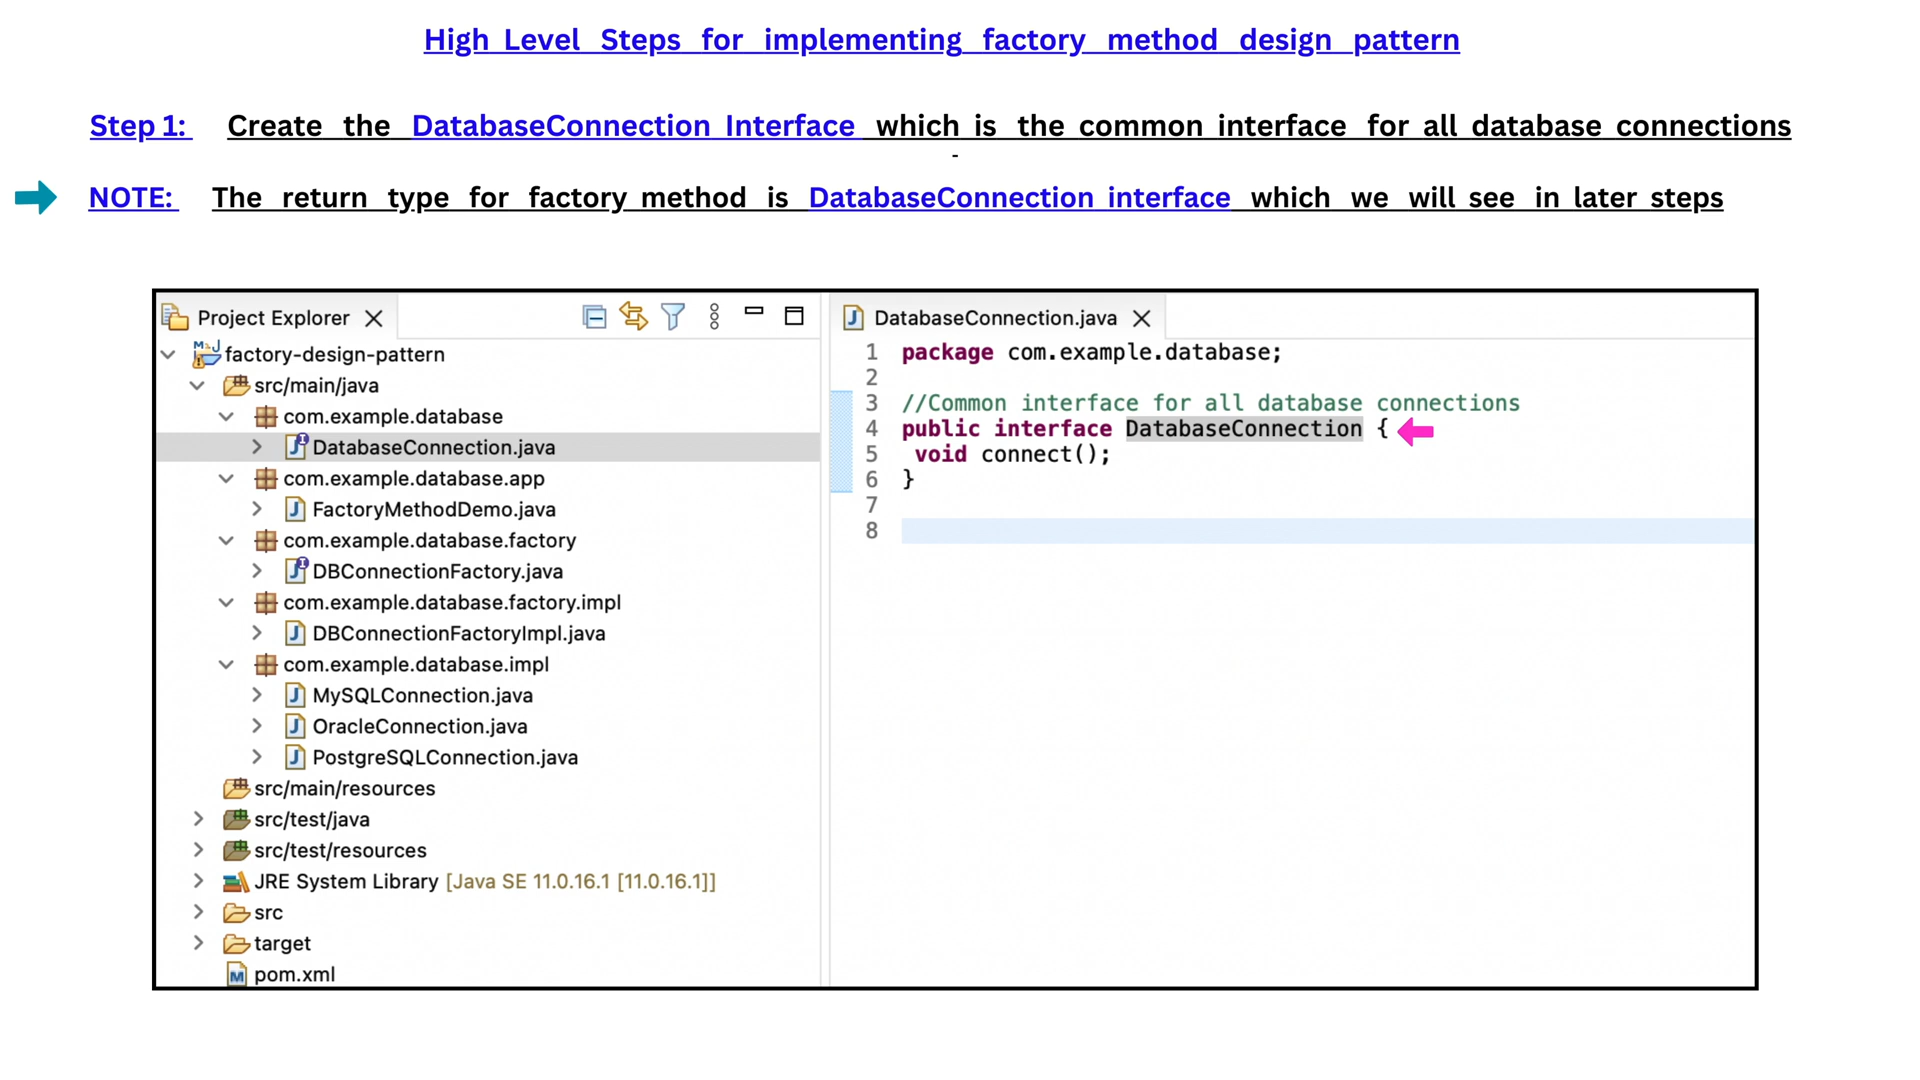 High Level Steps for implementing factory method design pattern
Step 1: Create the DatabaseConnection Interface which is the common interface for all database connections
-
NOTE: The return type for factory method is DatabaseConnection interface which we will see in later steps
Project Explorer
factory-design-pattern
src/main/java
com.example.database
DatabaseConnection.java
com.example.database.app
FactoryMethodDemo.java
com.example.database.factory
DBConnectionFactory.java
com.example.database.factory.impl
DBConnectionFactoryImpl.java
com.example.database.impl
MySQLConnection.java
OracleConnection.java
PostgreSQLConnection.java
src/main/resources
src/test/java
src/test/resources
JRE System Library [Java SE 11.0.16.1 [11.0.16.1]]
src
target
pom.xml
DatabaseConnection.java
1 package com.example.database;
2
3 //Common interface for all database connections
4 public interface DatabaseConnection {
5 void connect();
6 }
7
8